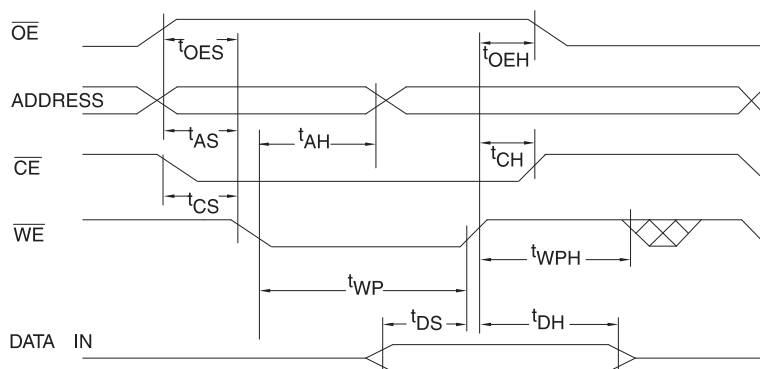 OE
tOES
tOEH
ADDRESS
tAS
tAH
tCH
CE
tCS
WE
tWPH
tWP
tDS
tDH
DATA IN